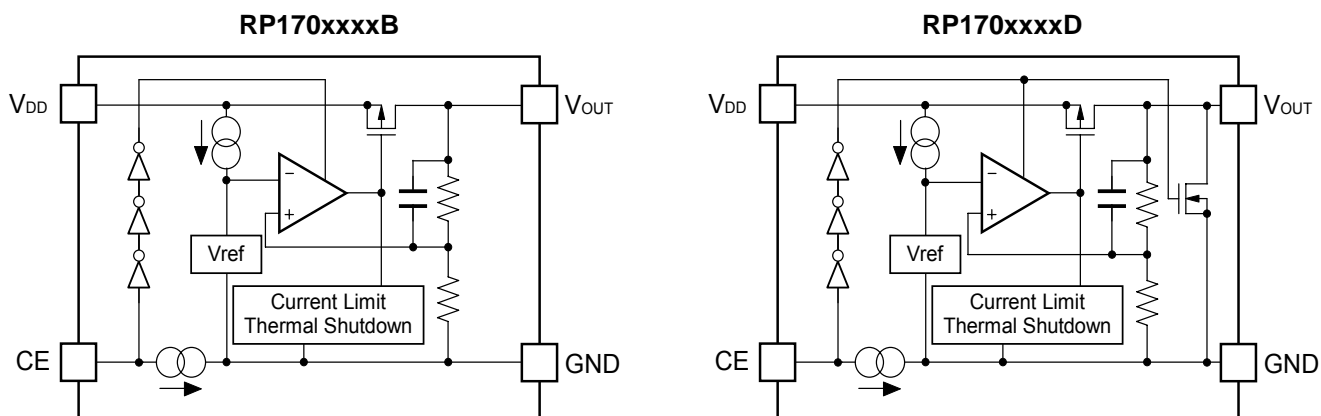 RP170xxxxB
VDD
VOUT
−
+
Vref
Current Limit
Thermal Shutdown
CE
GND
RP170xxxxD
VDD
VOUT
−
+
Vref
Current Limit
Thermal Shutdown
CE
GND